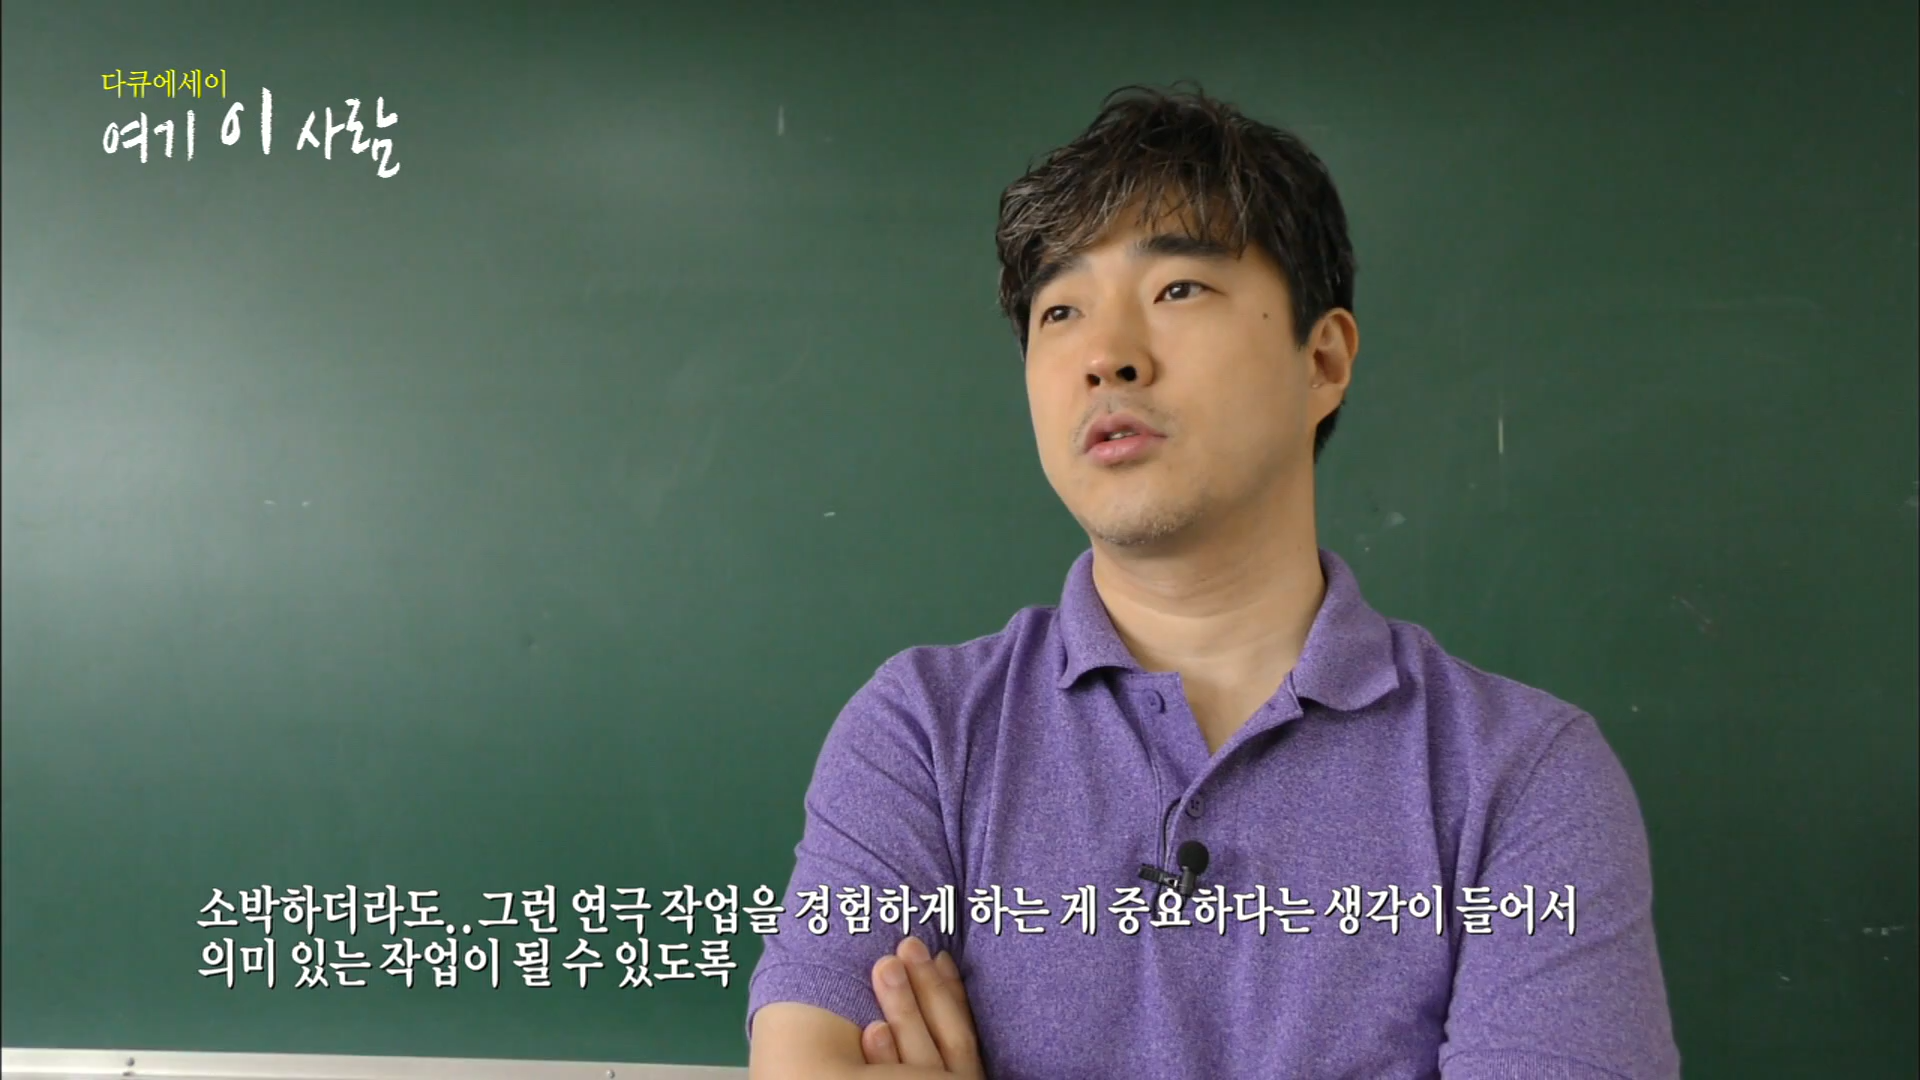 다큐에세이
여기 이 사람
소박하더라도..그런 연극 작업을 경험하게 하는 게 중요하다는 생각이 들어서
의미 있는 작업이 될 수 있도록